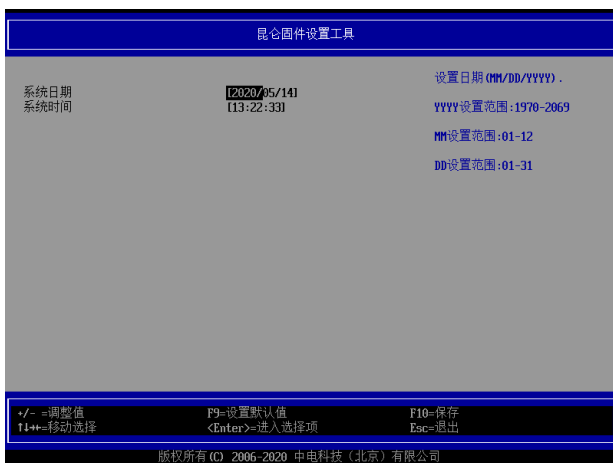 昆仑固件设置工具
系统日期 [2020/05/14]
系统时间 [13:22:33]
设置日期(MM/DD/YYYY).
YYYY设置范围:1970-2069
MM设置范围:01-12
DD设置范围:01-31
+/- =调整值 F9=设置默认值 F10=保存
↑↓→←=移动选择 <Enter>=进入选择项 Esc=退出
版权所有(C) 2006-2020 中电科技（北京）有限公司